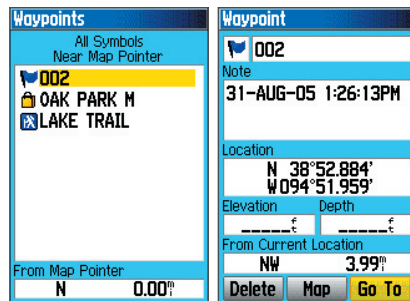 Waypoints
All Symbols
Near Map Pointer
002
OAK PARK M
LAKE TRAIL
From Map Pointer
N 0.00mi
Waypoint
002
Note
31-AUG-05 1:26:13PM
Location
N 38°52.884'
W094°51.959'
Elevation Depth
_____ft _____ft
From Current Location
NW 3.99mi
Delete Map Go To